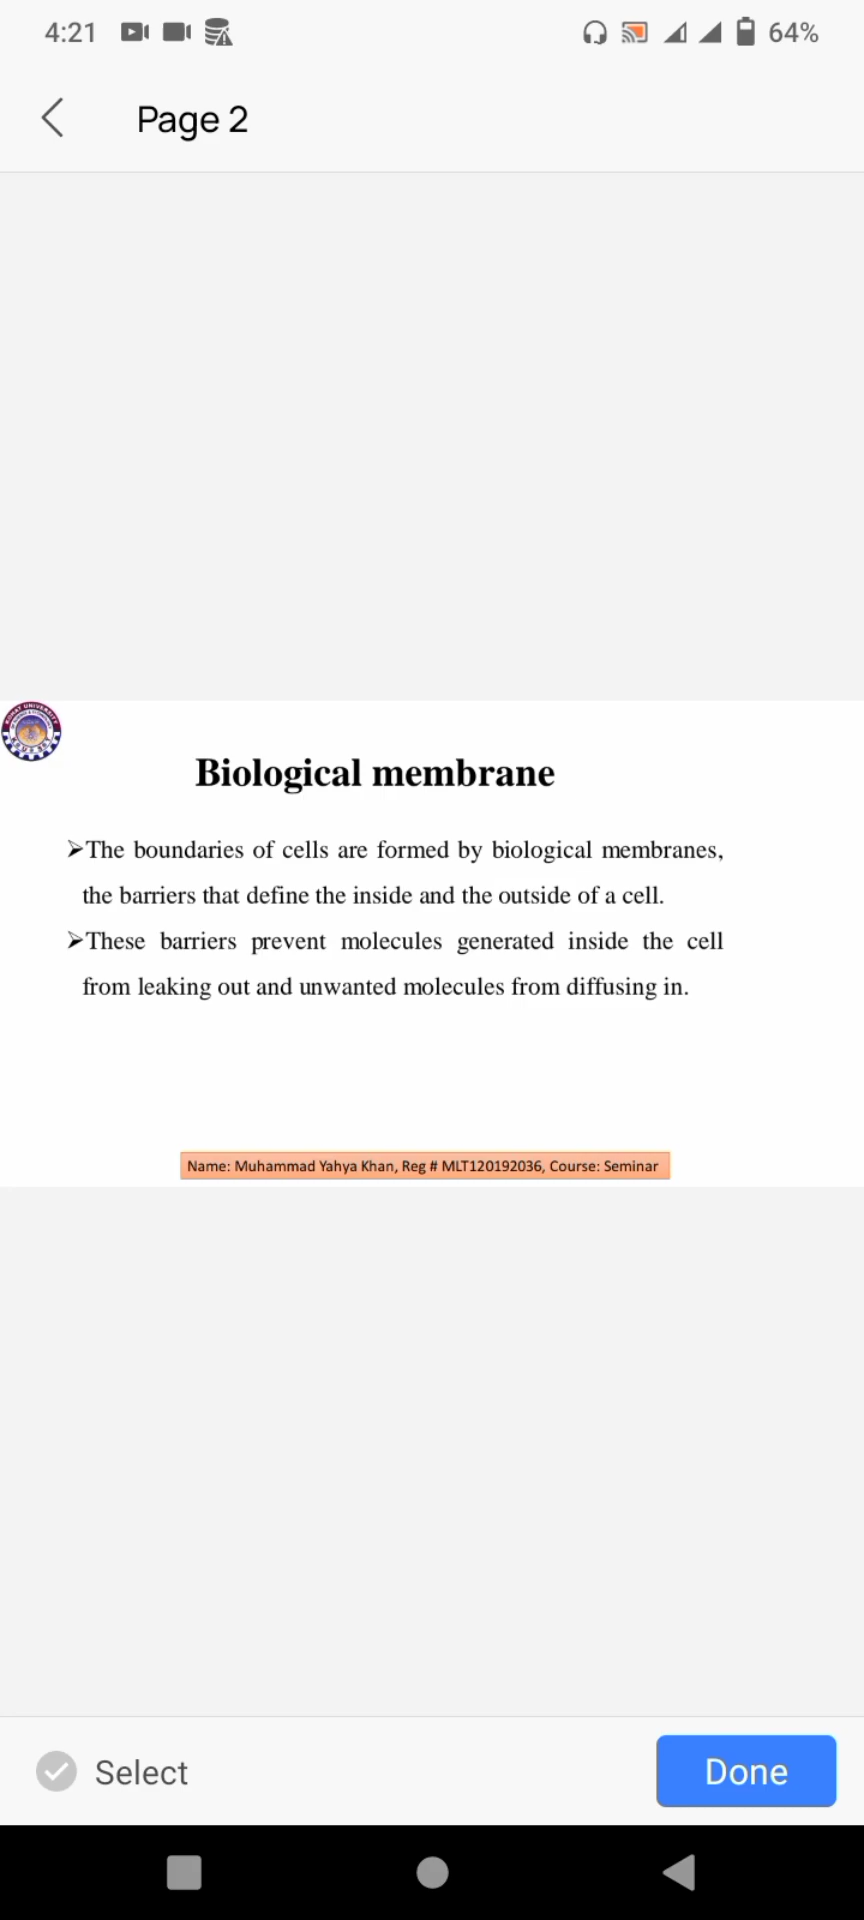 4:21
64%
Page 2
Biological membrane
➢The boundaries of cells are formed by biological membranes,
the barriers that define the inside and the outside of a cell.
➢These barriers prevent molecules generated inside the cell
from leaking out and unwanted molecules from diffusing in.
Name: Muhammad Yahya Khan, Reg # MLT120192036, Course: Seminar
Select
Done